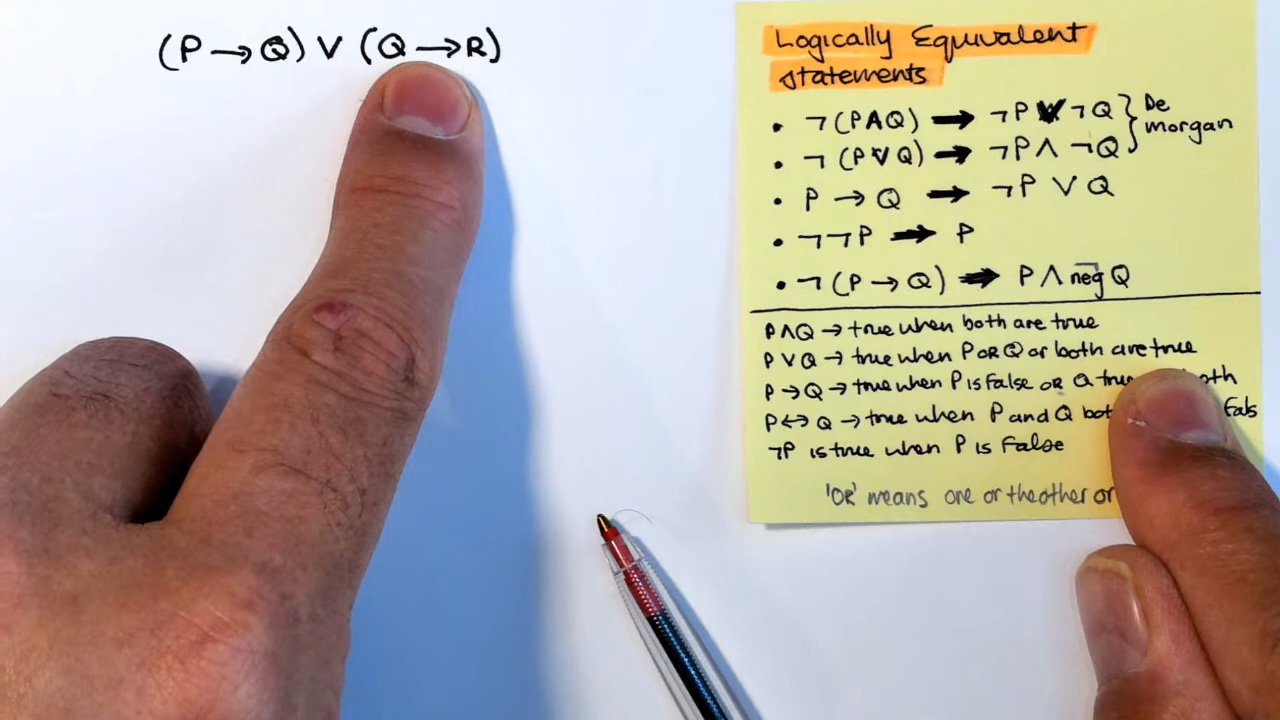 (P → Q) ∨ (Q → R)
Logically Equivalent
statements
• ¬(P∧Q) → ¬P ∨ ¬Q } De
morgan
• ¬(P∨Q) → ¬P ∧ ¬Q
• P → Q → ¬P ∨ Q
• ¬¬P → P
• ¬(P → Q) → P ∧ neg Q
P∧Q → true when both are true
P∨Q → true when P OR Q or both are true
P → Q → true when P is False OR Q both
P ↔ Q → true when P and Q
¬P is true when P is False
'OR' means one or the other or